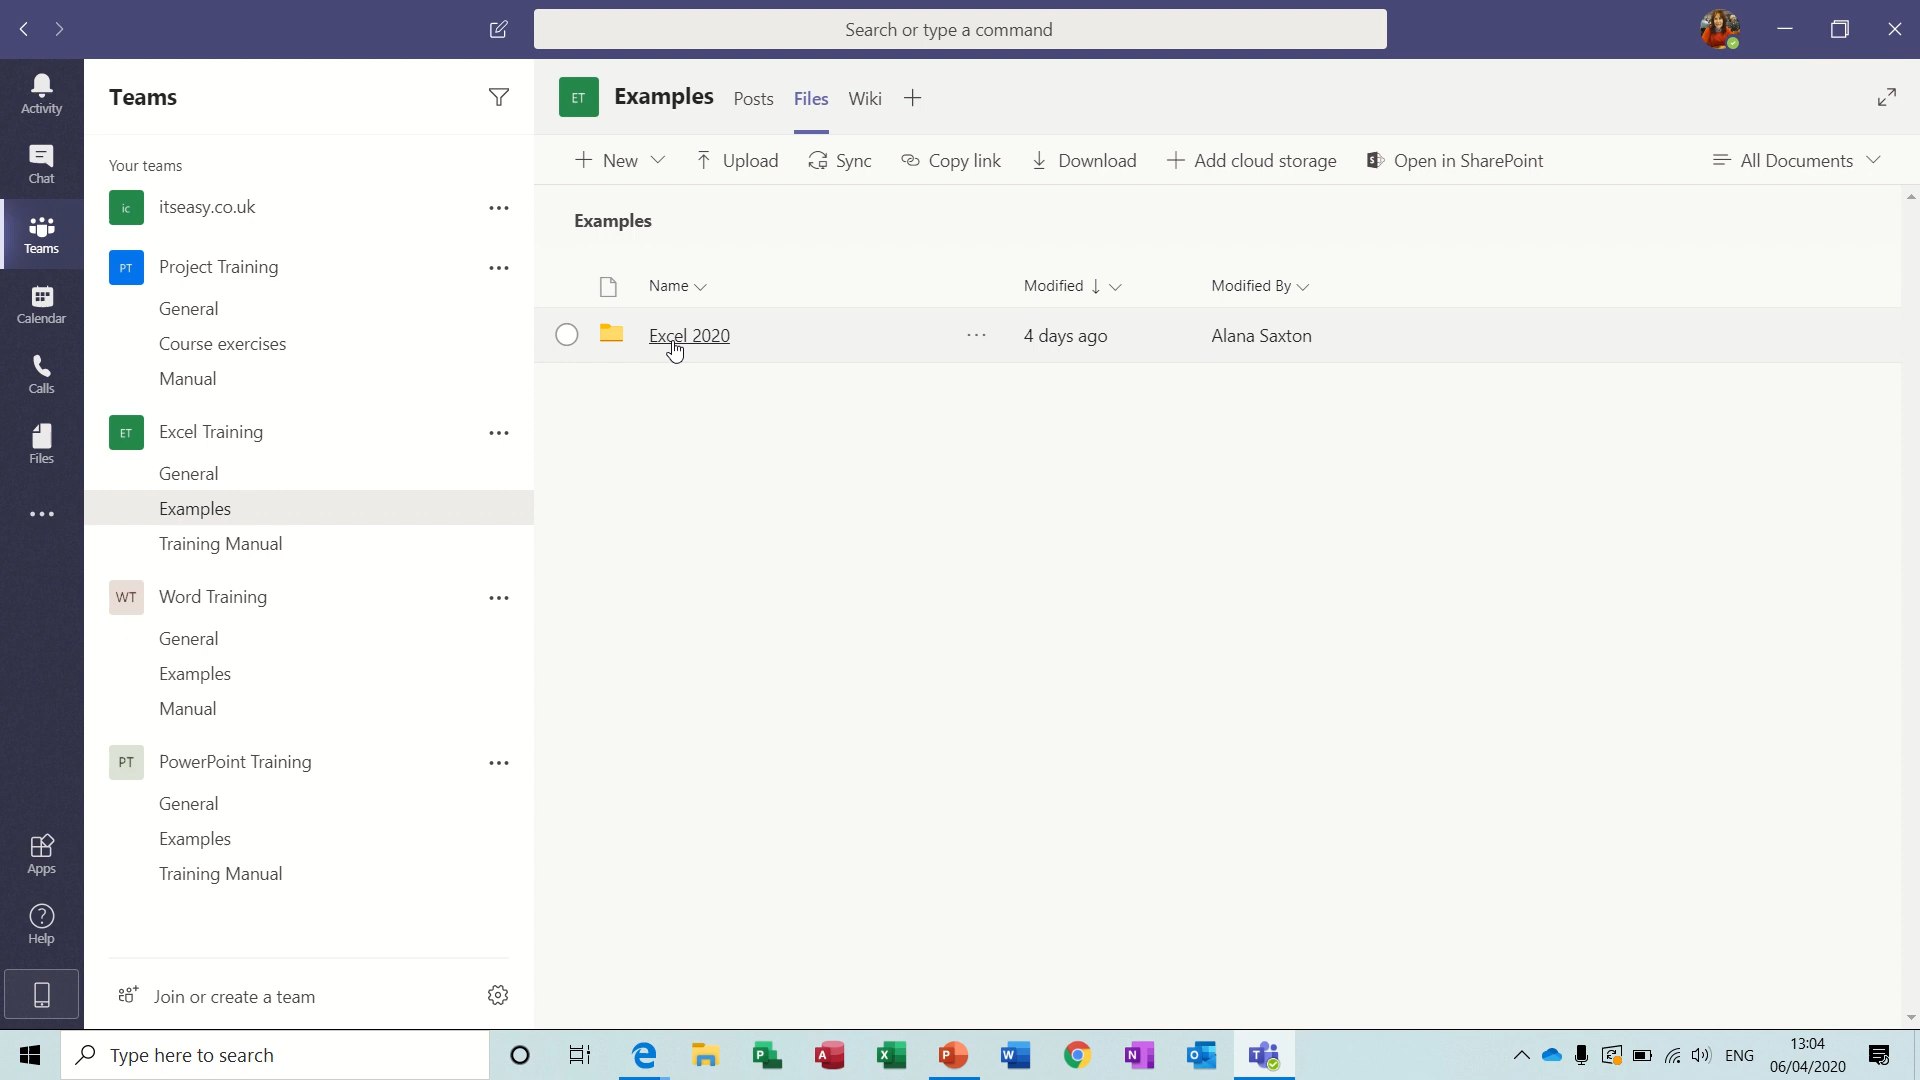 Search or type a command
Activity
Chat
Teams
Calendar
Calls
Files
Apps
Help
Teams
Your teams
ic itseasy.co.uk
PT Project Training
General
Course exercises
Manual
ET Excel Training
General
Examples
Training Manual
WT Word Training
General
Examples
Manual
PT PowerPoint Training
General
Examples
Training Manual
Join or create a team
ET Examples Posts Files Wiki
New Upload Sync Copy link Download Add cloud storage Open in SharePoint All Documents
Examples
Name Modified Modified By
Excel 2020 4 days ago Alana Saxton
Type here to search
ENG
13:04
06/04/2020